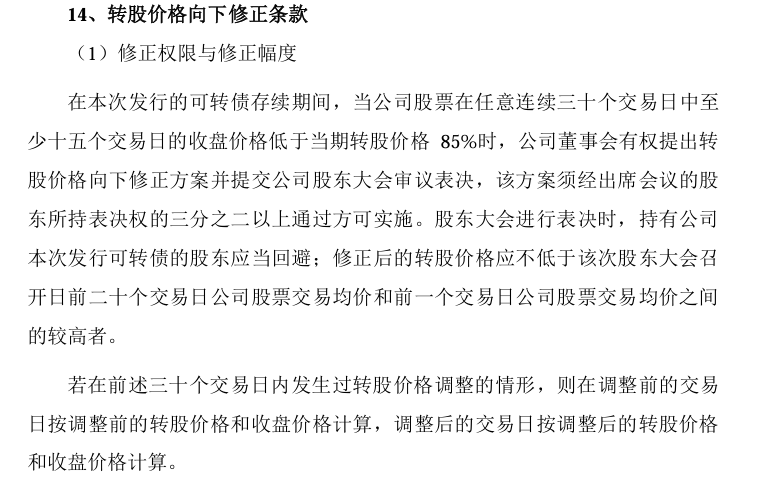 14、转股价格向下修正条款
（1）修正权限与修正幅度
在本次发行的可转债存续期间，当公司股票在任意连续三十个交易日中至
少十五个交易日的收盘价格低于当期转股价格 85%时，公司董事会有权提出转
股价格向下修正方案并提交公司股东大会审议表决，该方案须经出席会议的股
东所持表决权的三分之二以上通过方可实施。股东大会进行表决时，持有公司
本次发行可转债的股东应当回避；修正后的转股价格应不低于该次股东大会召
开日前二十个交易日公司股票交易均价和前一个交易日公司股票交易均价之间
的较高者。
若在前述三十个交易日内发生过转股价格调整的情形，则在调整前的交易
日按调整前的转股价格和收盘价格计算，调整后的交易日按调整后的转股价格
和收盘价格计算。